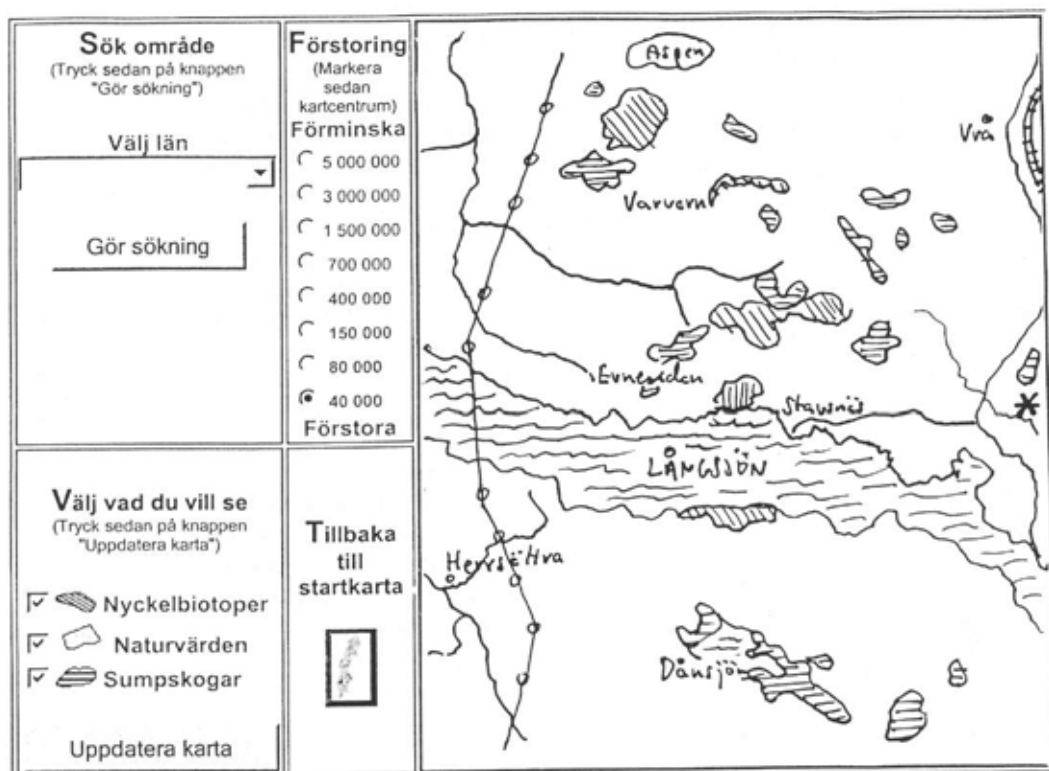 Sök område
(Tryck sedan på knappen
"Gör sökning")
Välj län
Gör sökning
Förstoring
(Markera
sedan
kartcentrum)
Förminska
5 000 000
3 000 000
1 500 000
700 000
400 000
150 000
80 000
40 000
Förstora
Välj vad du vill se
(Tryck sedan på knappen
"Uppdatera karta")
Nyckelbiotoper
Naturvärden
Sumpskogar
Uppdatera karta
Tillbaka
till
startkarta
Aspen
Vrå
Varvern
Stavsnäs
LÅNGSJÖN
Dånsjön